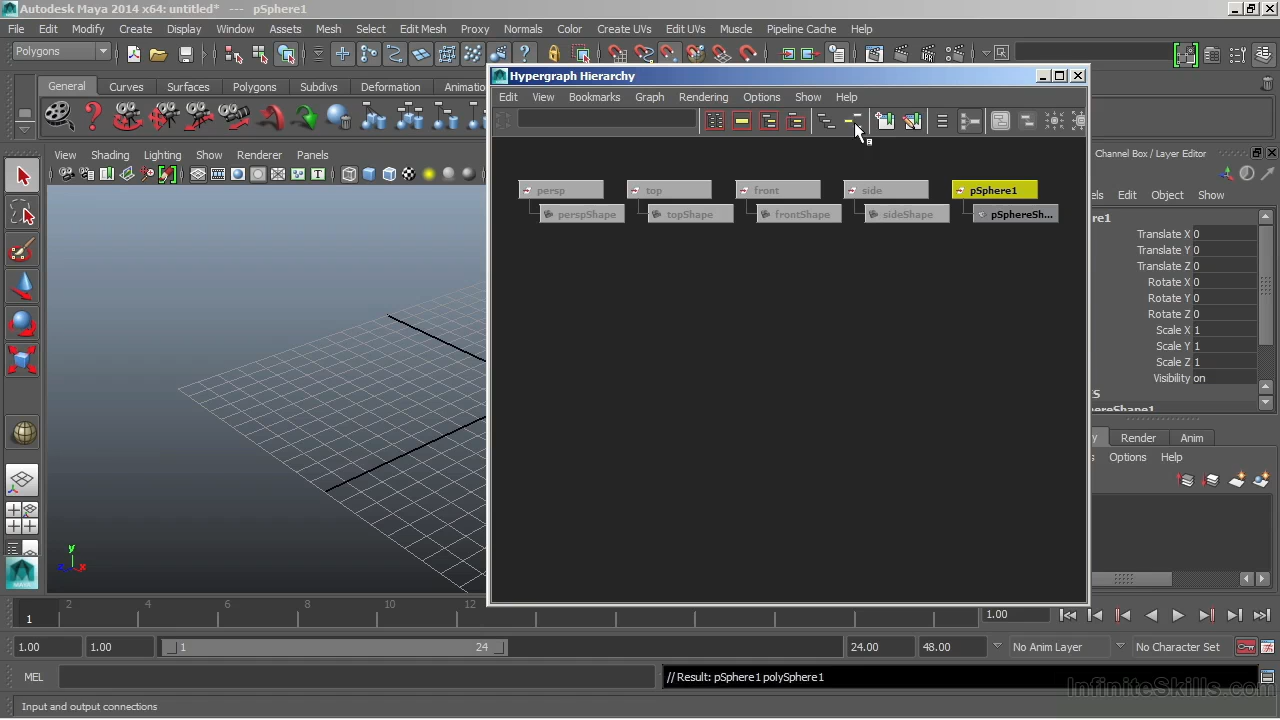 Autodesk Maya 2014 x64: untitled* --- pSphere1
File Edit Modify Create Display Window Assets Mesh Select Edit Mesh Proxy Normals Color Create UVs Edit UVs Muscle Pipeline Cache Help
Polygons
Hypergraph Hierarchy
General Curves Surfaces Polygons Subdivs Deformation Animation
Edit View Bookmarks Graph Rendering Options Show Help
View Shading Lighting Show Renderer Panels
Channel Box / Layer Editor
persp top front side pSphere1
perspShape topShape frontShape sideShape pSphereSh...
Edit Object Show
re1
Translate X 0
Translate Y 0
Translate Z 0
Rotate X 0
Rotate Y 0
Rotate Z 0
Scale X 1
Scale Y 1
Scale Z 1
Visibility on
ES
ereShape1
y Render Anim
s Options Help
y
z x
2 4 6 8 10 12
1
1.00
1.00 1.00 1 24 24.00 48.00 No Anim Layer No Character Set
MEL // Result: pSphere1 polySphere1
InfiniteSkills.com
Input and output connections